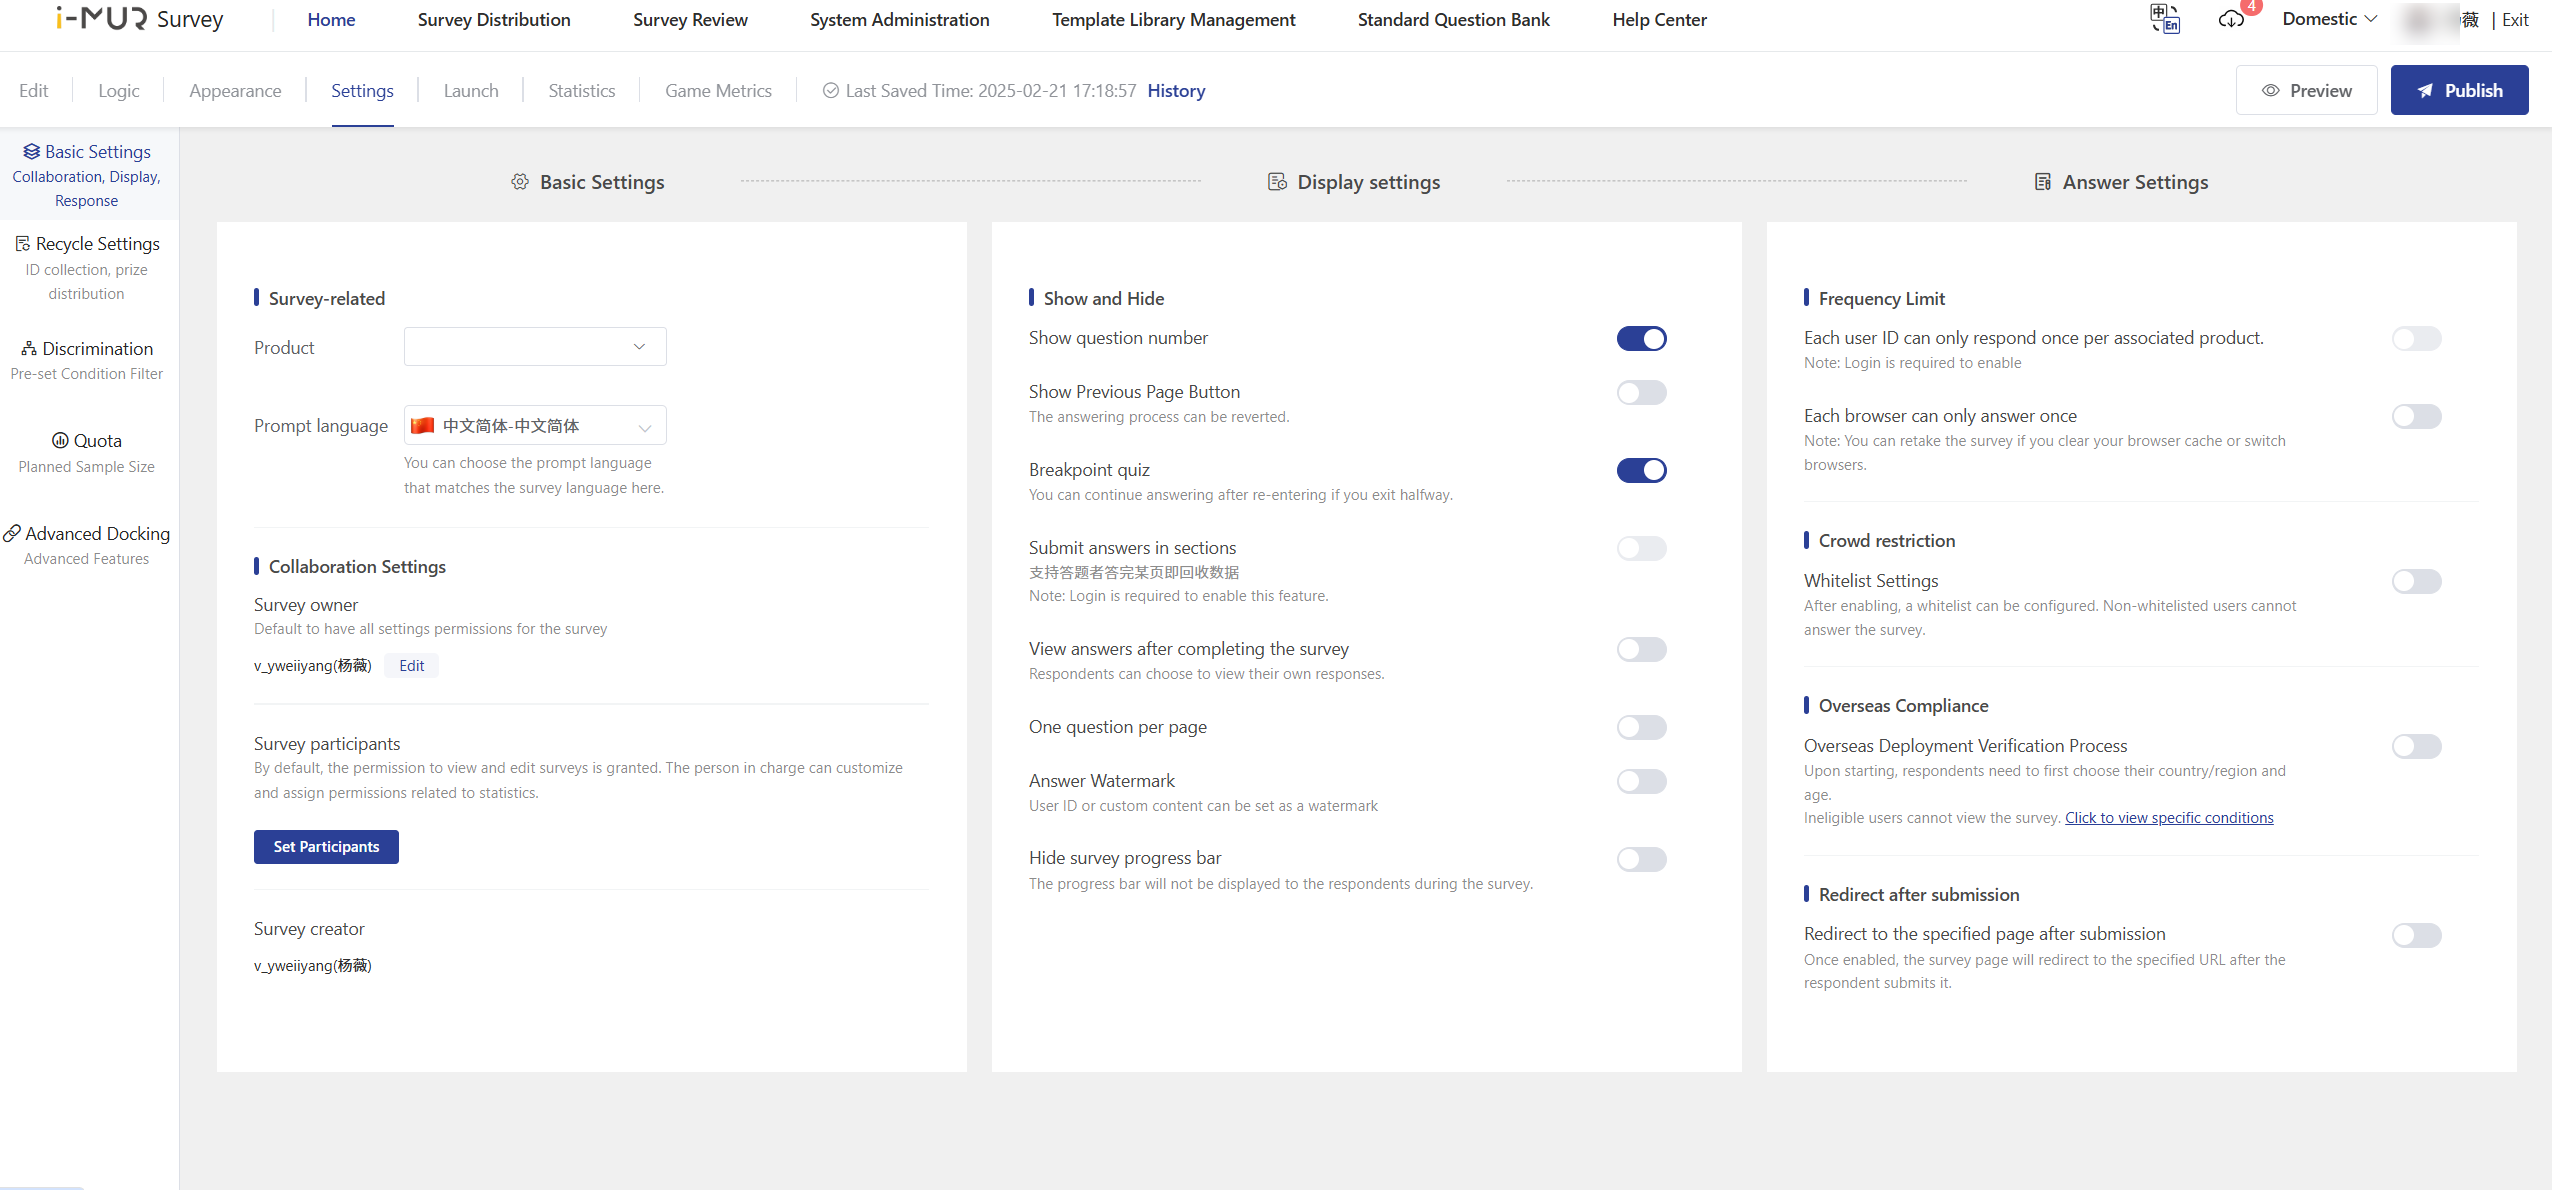 i-MUR Survey
Home
Survey Distribution
Survey Review
System Administration
Template Library Management
Standard Question Bank
Help Center
中
En
4
Domestic
薇 | Exit
Edit
Logic
Appearance
Settings
Launch
Statistics
Game Metrics
Last Saved Time: 2025-02-21 17:18:57 History
Preview
Publish
Basic Settings
Collaboration, Display,
Response
Recycle Settings
ID collection, prize
distribution
Discrimination
Pre-set Condition Filter
Quota
Planned Sample Size
Advanced Docking
Advanced Features
Basic Settings
Display settings
Answer Settings
Survey-related
Product
Prompt language
中文简体-中文简体
You can choose the prompt language
that matches the survey language here.
Collaboration Settings
Survey owner
Default to have all settings permissions for the survey
v_yweiiyang(杨薇) Edit
Survey participants
By default, the permission to view and edit surveys is granted. The person in charge can customize
and assign permissions related to statistics.
Set Participants
Survey creator
v_yweiiyang(杨薇)
Show and Hide
Show question number
Show Previous Page Button
The answering process can be reverted.
Breakpoint quiz
You can continue answering after re-entering if you exit halfway.
Submit answers in sections
支持答题者答完某页即回收数据
Note: Login is required to enable this feature.
View answers after completing the survey
Respondents can choose to view their own responses.
One question per page
Answer Watermark
User ID or custom content can be set as a watermark
Hide survey progress bar
The progress bar will not be displayed to the respondents during the survey.
Frequency Limit
Each user ID can only respond once per associated product.
Note: Login is required to enable
Each browser can only answer once
Note: You can retake the survey if you clear your browser cache or switch
browsers.
Crowd restriction
Whitelist Settings
After enabling, a whitelist can be configured. Non-whitelisted users cannot
answer the survey.
Overseas Compliance
Overseas Deployment Verification Process
Upon starting, respondents need to first choose their country/region and
age.
Ineligible users cannot view the survey. Click to view specific conditions
Redirect after submission
Redirect to the specified page after submission
Once enabled, the survey page will redirect to the specified URL after the
respondent submits it.